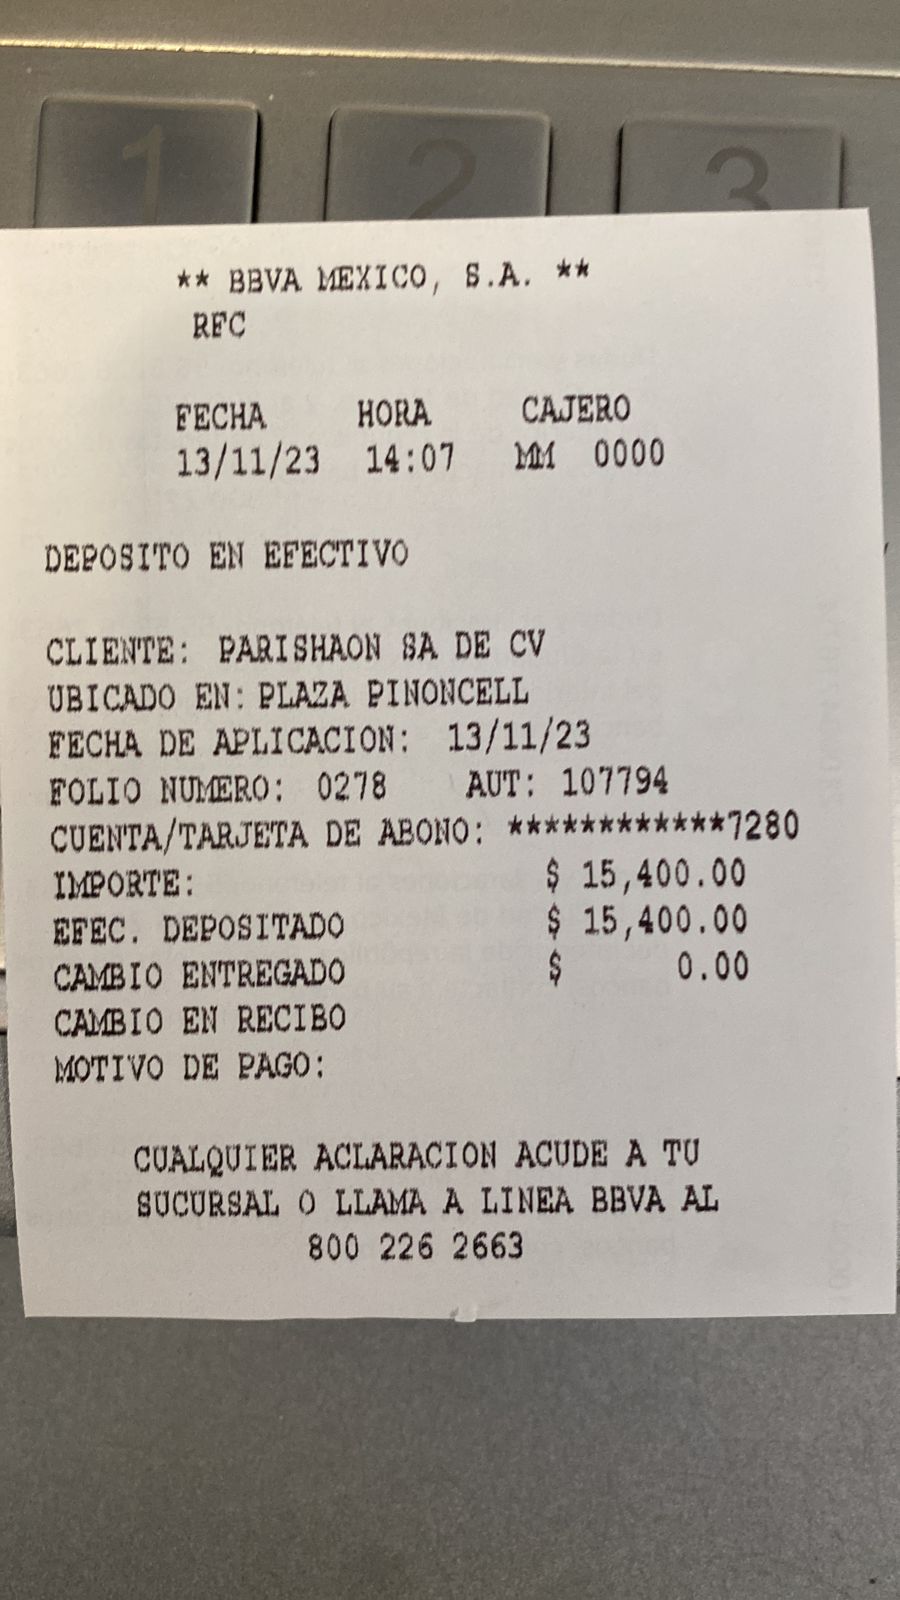 1 2 3
** BBVA MEXICO, S.A. **
RFC
FECHA HORA CAJERO
13/11/23 14:07 MM 0000
DEPOSITO EN EFECTIVO
CLIENTE: PARISHAON SA DE CV
UBICADO EN: PLAZA PINONCELL
FECHA DE APLICACION: 13/11/23
FOLIO NUMERO: 0278 AUT: 107794
CUENTA/TARJETA DE ABONO: ************7280
IMPORTE: $ 15,400.00
EFEC. DEPOSITADO $ 15,400.00
CAMBIO ENTREGADO $ 0.00
CAMBIO EN RECIBO
MOTIVO DE PAGO:
CUALQUIER ACLARACION ACUDE A TU
SUCURSAL O LLAMA A LINEA BBVA AL
800 226 2663